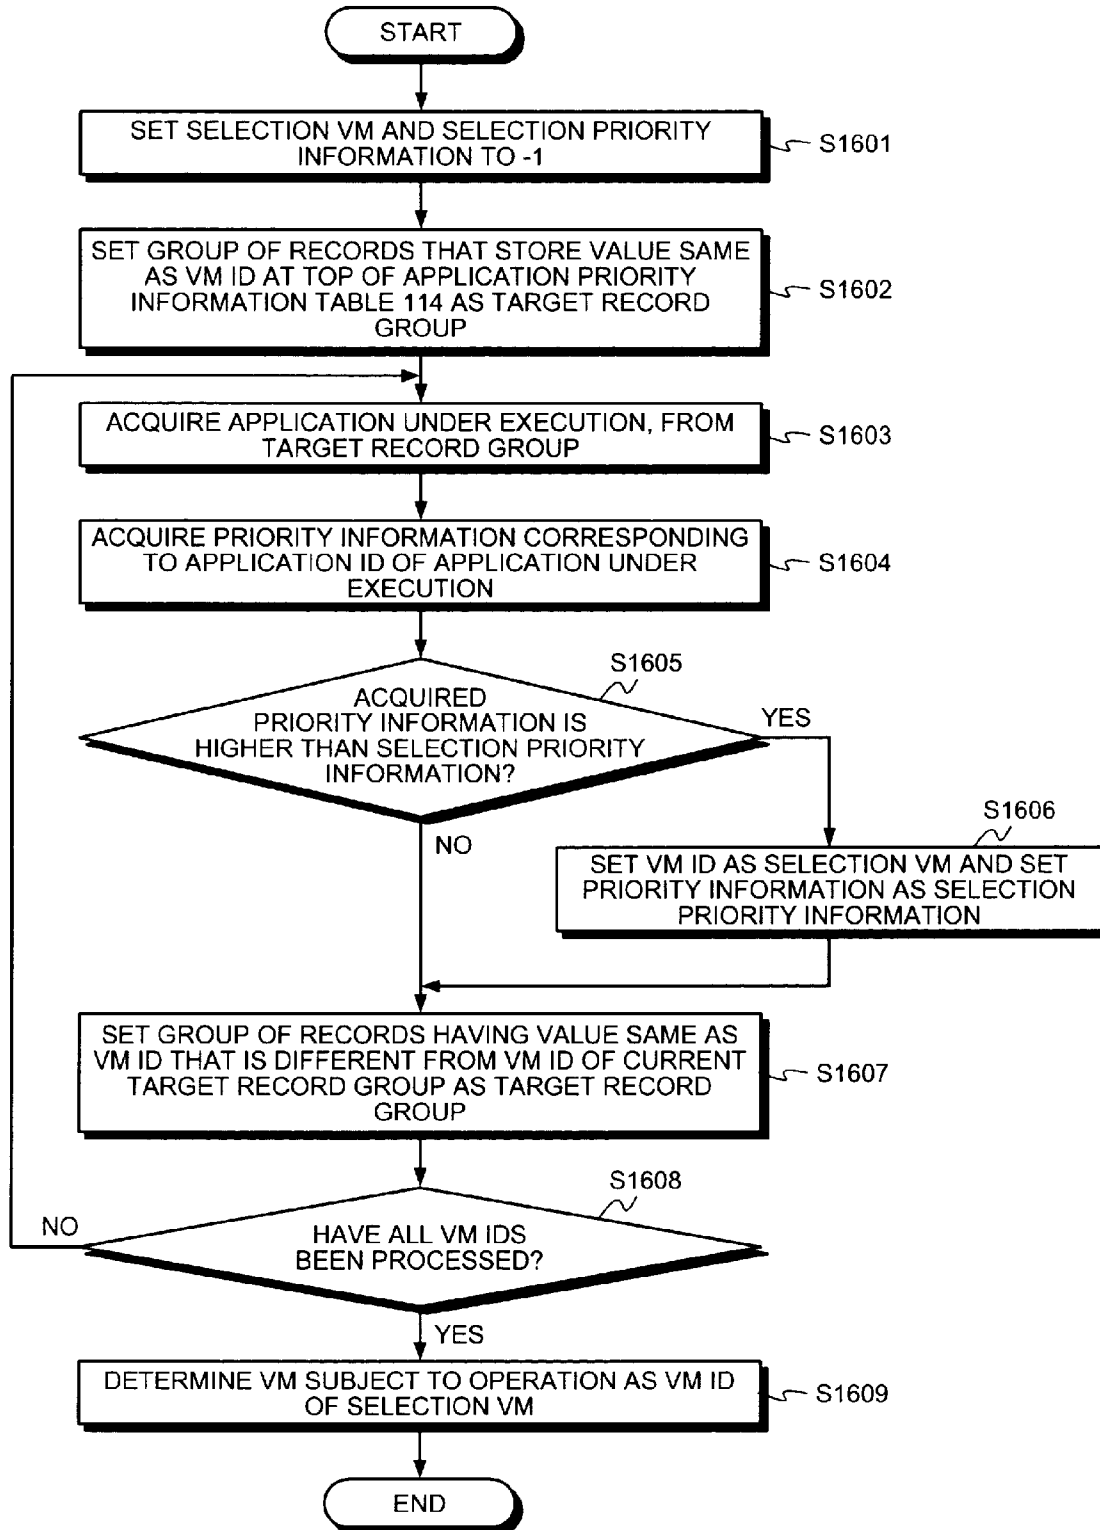 START
SET SELECTION VM AND SELECTION PRIORITY
INFORMATION TO -1
S1601
SET GROUP OF RECORDS THAT STORE VALUE SAME
AS VM ID AT TOP OF APPLICATION PRIORITY
INFORMATION TABLE 114 AS TARGET RECORD
GROUP
S1602
ACQUIRE APPLICATION UNDER EXECUTION, FROM
TARGET RECORD GROUP
S1603
ACQUIRE PRIORITY INFORMATION CORRESPONDING
TO APPLICATION ID OF APPLICATION UNDER
EXECUTION
S1604
S1605
ACQUIRED
PRIORITY INFORMATION IS
HIGHER THAN SELECTION PRIORITY
INFORMATION?
YES
NO
S1606
SET VM ID AS SELECTION VM AND SET
PRIORITY INFORMATION AS SELECTION
PRIORITY INFORMATION
SET GROUP OF RECORDS HAVING VALUE SAME AS
VM ID THAT IS DIFFERENT FROM VM ID OF CURRENT
TARGET RECORD GROUP AS TARGET RECORD
GROUP
S1607
S1608
NO
HAVE ALL VM IDS
BEEN PROCESSED?
YES
DETERMINE VM SUBJECT TO OPERATION AS VM ID
OF SELECTION VM
S1609
END